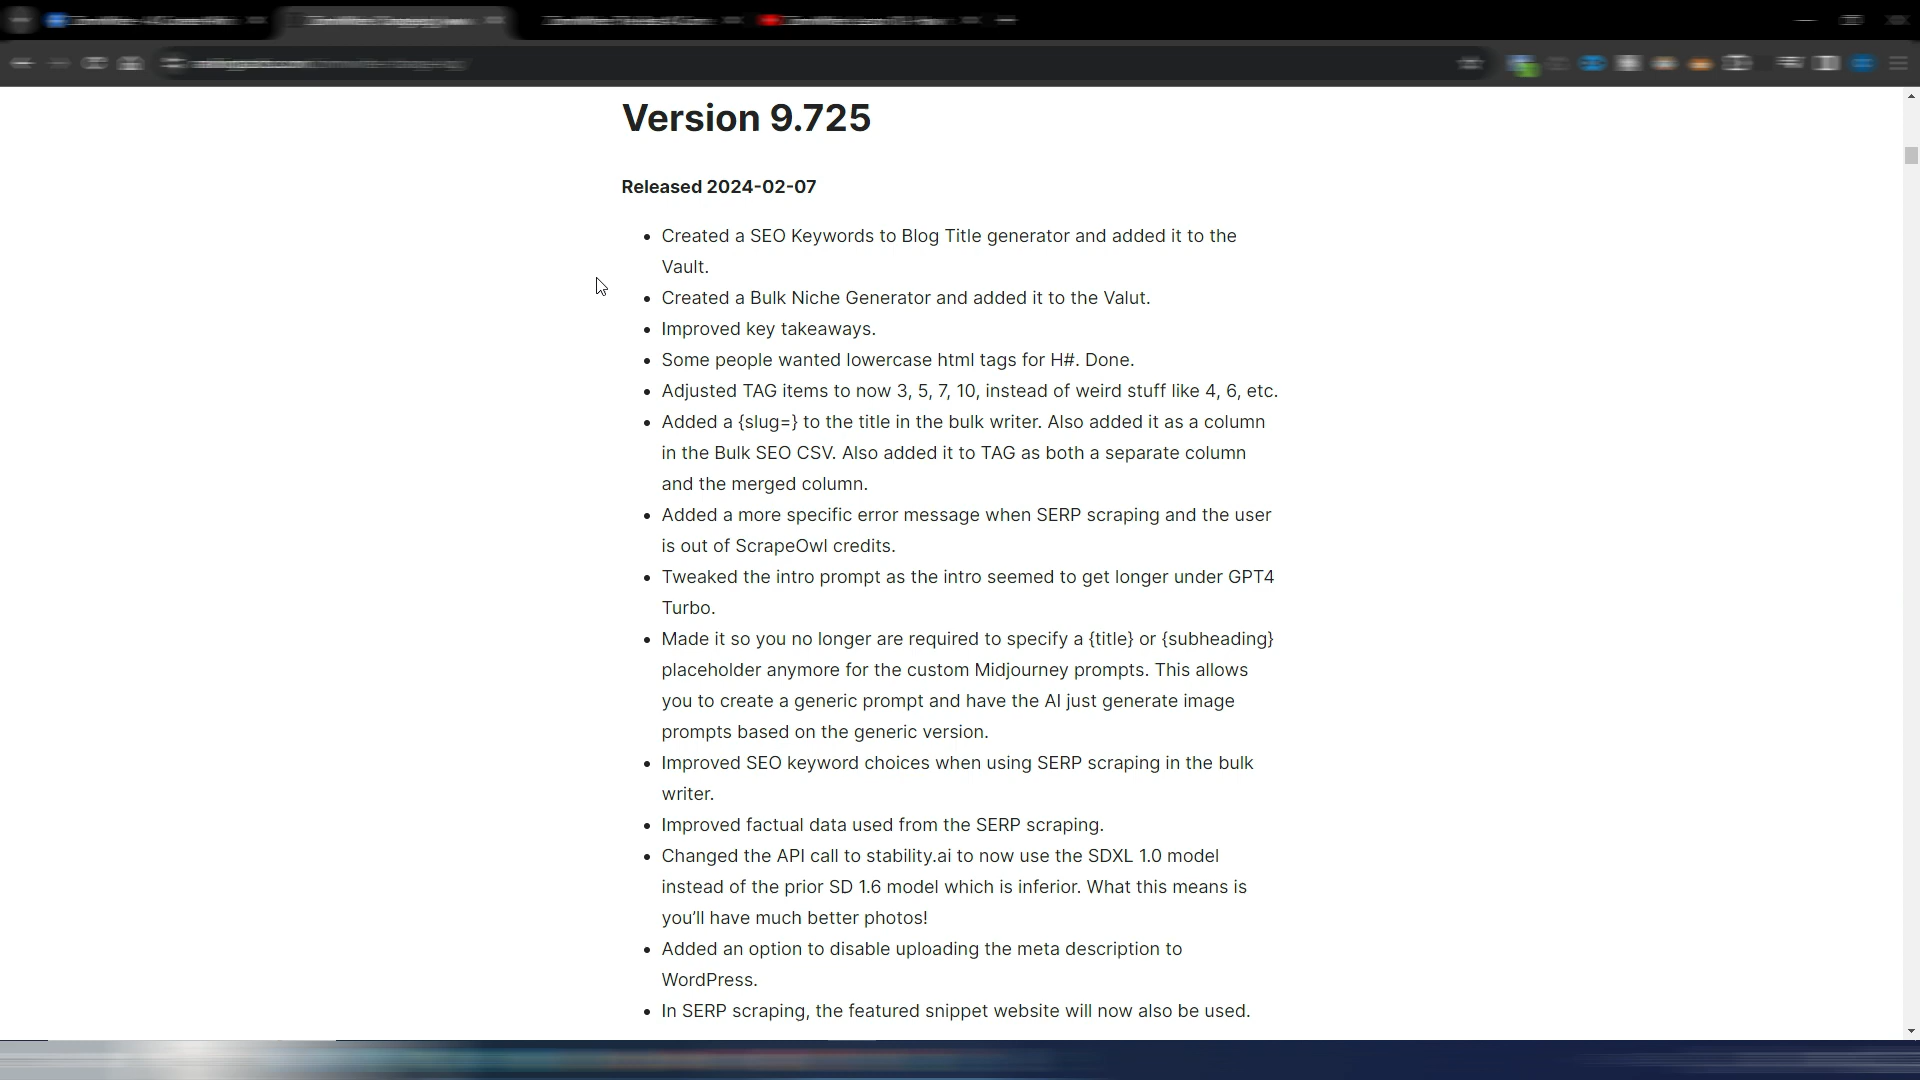 Version 9.725
Released 2024-02-07
• Created a SEO Keywords to Blog Title generator and added it to the
Vault.
• Created a Bulk Niche Generator and added it to the Valut.
• Improved key takeaways.
• Some people wanted lowercase html tags for H#. Done.
• Adjusted TAG items to now 3, 5, 7, 10, instead of weird stuff like 4, 6, etc.
• Added a {slug=} to the title in the bulk writer. Also added it as a column
in the Bulk SEO CSV. Also added it to TAG as both a separate column
and the merged column.
• Added a more specific error message when SERP scraping and the user
is out of ScrapeOwl credits.
• Tweaked the intro prompt as the intro seemed to get longer under GPT4
Turbo.
• Made it so you no longer are required to specify a {title} or {subheading}
placeholder anymore for the custom Midjourney prompts. This allows
you to create a generic prompt and have the AI just generate image
prompts based on the generic version.
• Improved SEO keyword choices when using SERP scraping in the bulk
writer.
• Improved factual data used from the SERP scraping.
• Changed the API call to stability.ai to now use the SDXL 1.0 model
instead of the prior SD 1.6 model which is inferior. What this means is
you’ll have much better photos!
• Added an option to disable uploading the meta description to
WordPress.
• In SERP scraping, the featured snippet website will now also be used.